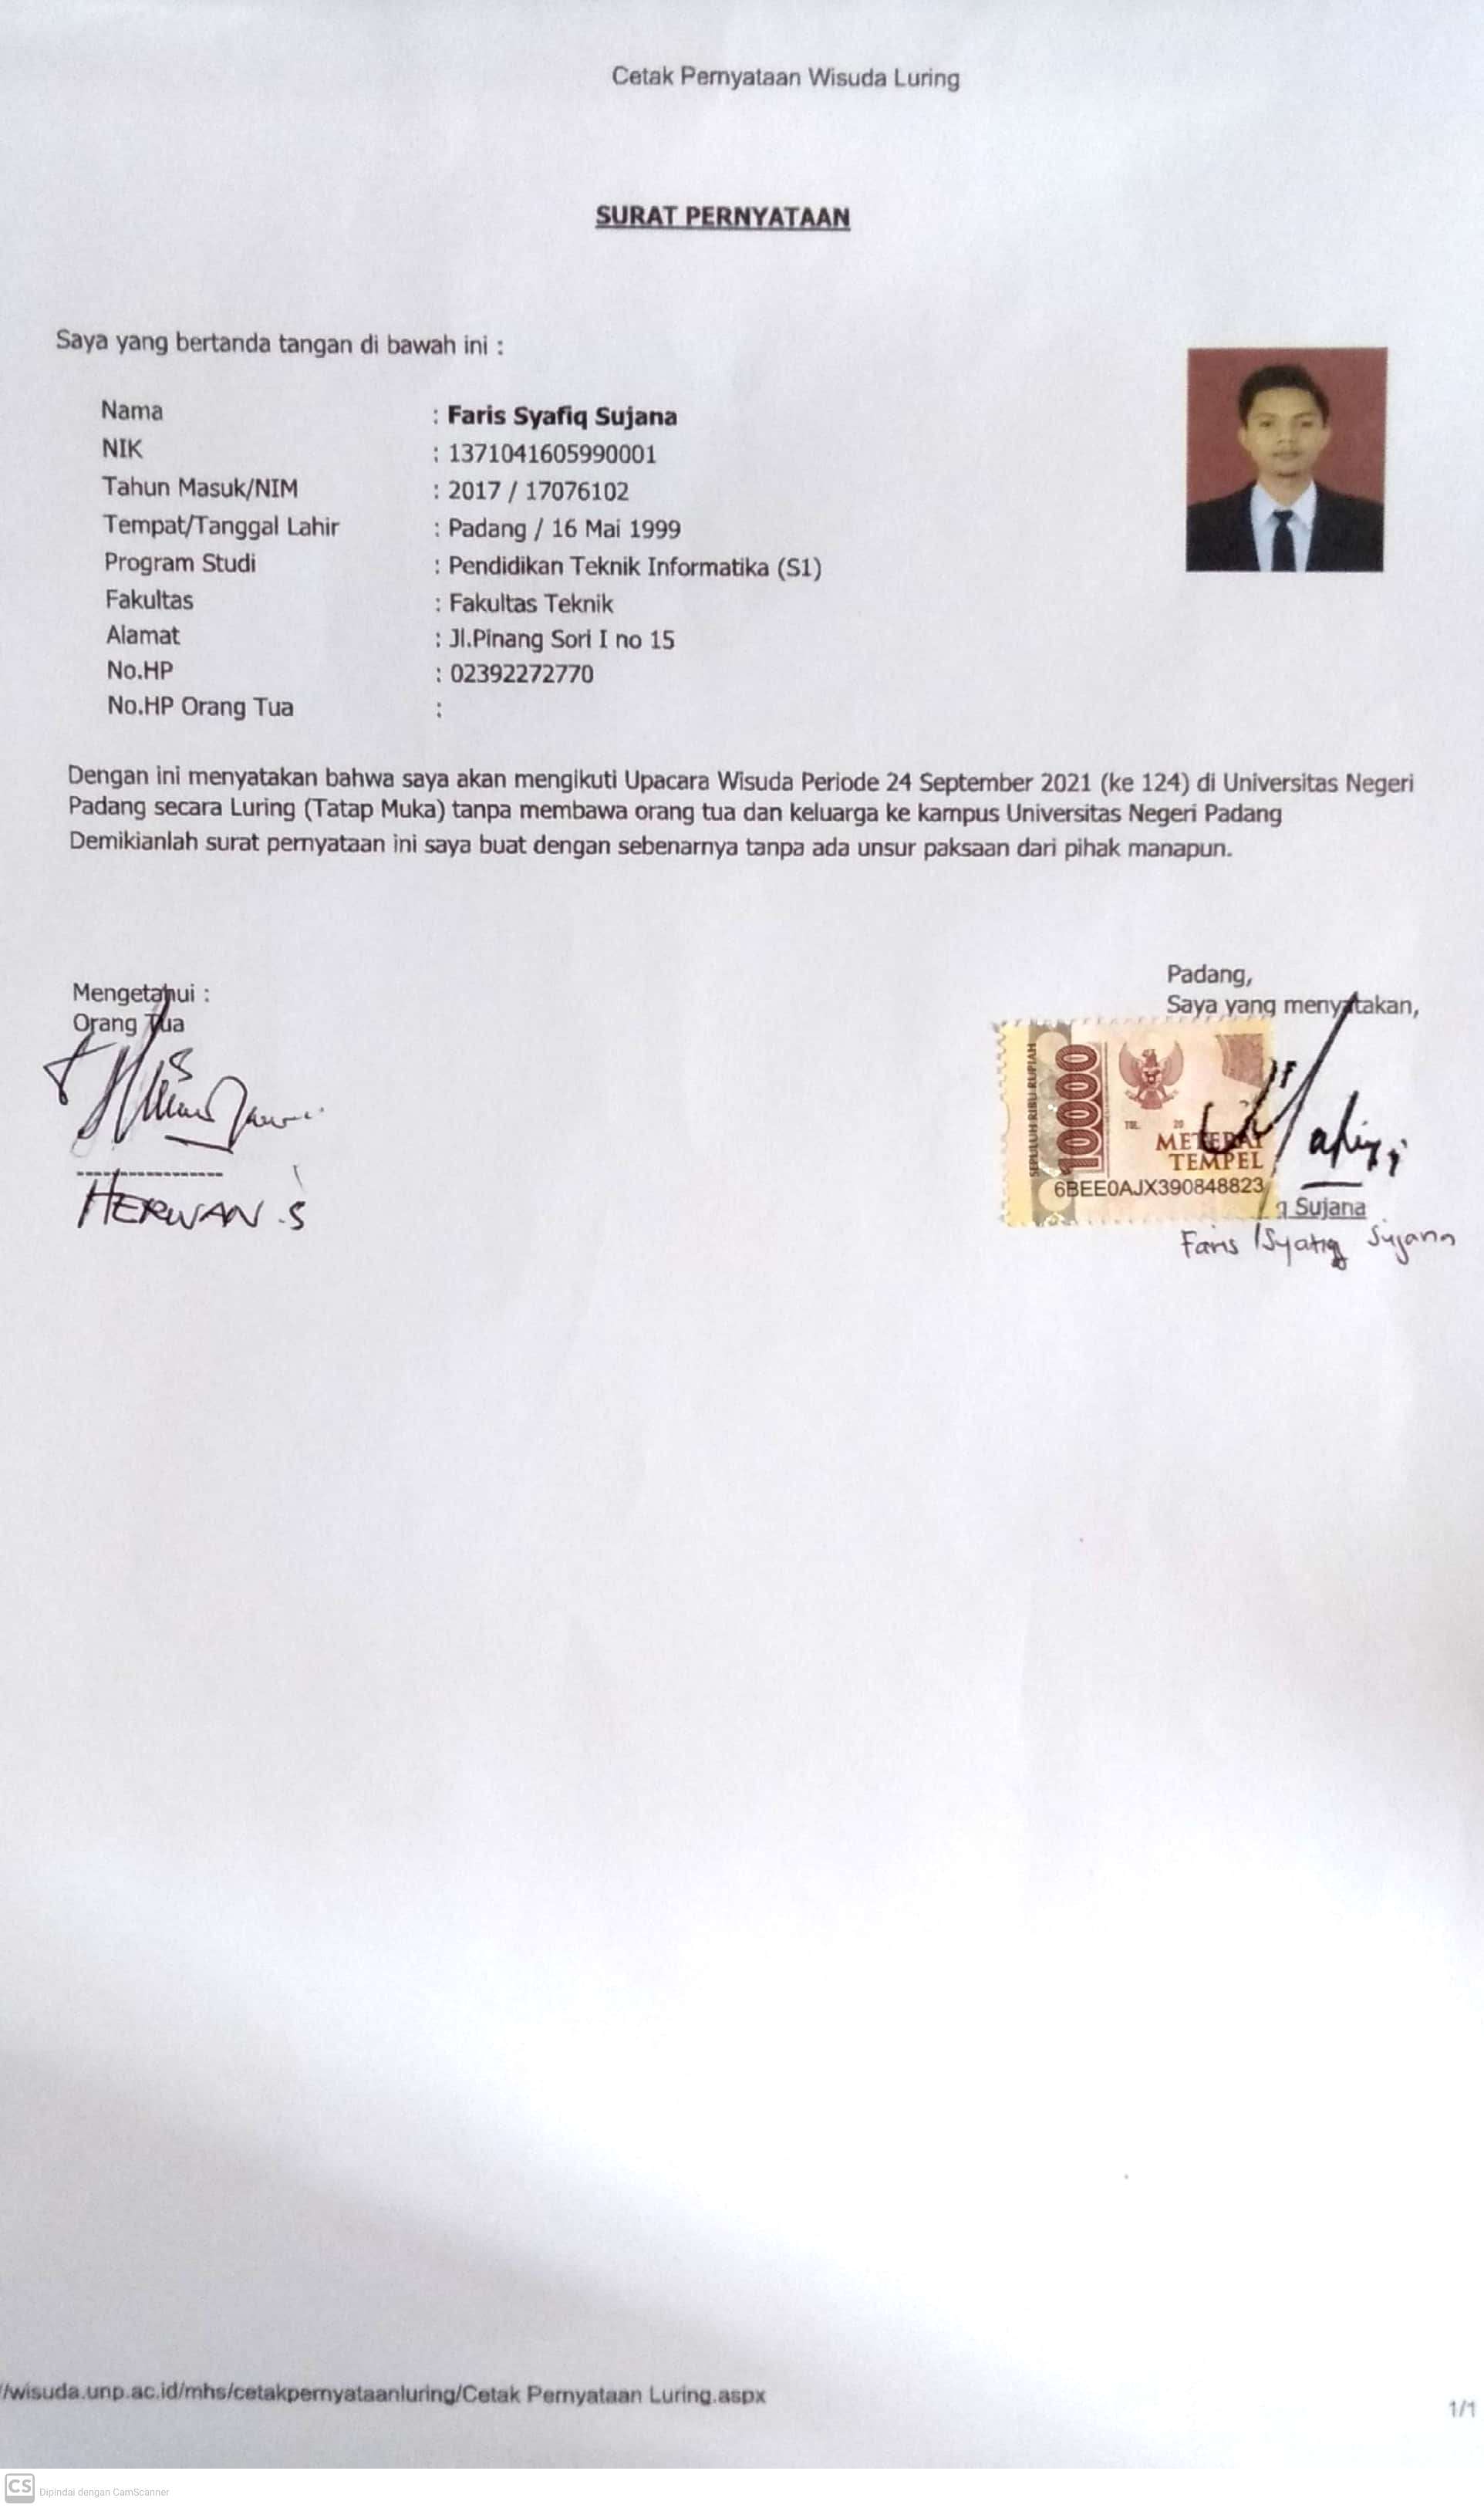 Cetak Pernyataan Wisuda Luring
SURAT PERNYATAAN
Saya yang bertanda tangan di bawah ini :
Nama : Faris Syafiq Sujana
NIK : 1371041605990001
Tahun Masuk/NIM : 2017 / 17076102
Tempat/Tanggal Lahir : Padang / 16 Mai 1999
Program Studi : Pendidikan Teknik Informatika (S1)
Fakultas : Fakultas Teknik
Alamat : Jl.Pinang Sori I no 15
No.HP : 02392272770
No.HP Orang Tua :
Dengan ini menyatakan bahwa saya akan mengikuti Upacara Wisuda Periode 24 September 2021 (ke 124) di Universitas Negeri
Padang secara Luring (Tatap Muka) tanpa membawa orang tua dan keluarga ke kampus Universitas Negeri Padang
Demikianlah surat pernyataan ini saya buat dengan sebenarnya tanpa ada unsur paksaan dari pihak manapun.
Mengetahui :
Orang Tua
HERWAN .S
Padang,
Saya yang menyatakan,
SEPULUH RIBU RUPIAH
10000
TGL. 20
METERAI
TEMPEL
6BEE0AJX390848823
Sujana
Faris Syafiq Sujana
//wisuda.unp.ac.id/mhs/cetakpernyataanluring/Cetak Pernyataan Luring.aspx
1/1
CS Dipindai dengan CamScanner